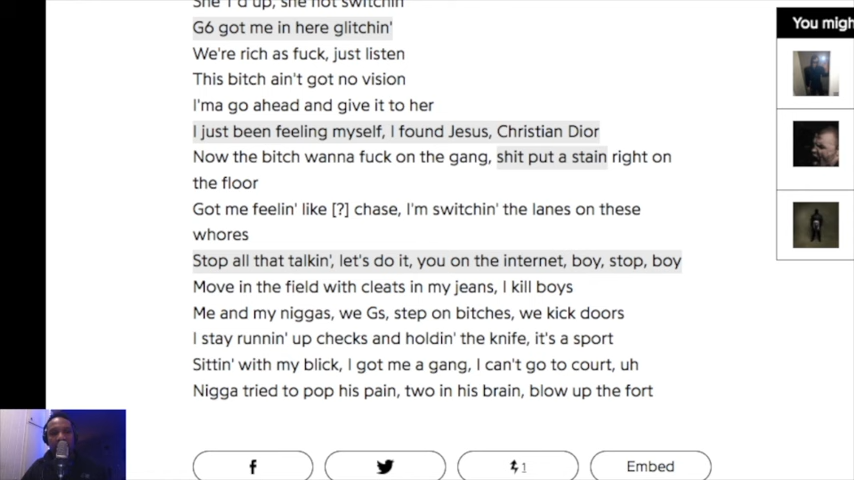 She 1'd up, she not switchin'
G6 got me in here glitchin'
We're rich as fuck, just listen
This bitch ain't got no vision
I'ma go ahead and give it to her
I just been feeling myself, I found Jesus, Christian Dior
Now the bitch wanna fuck on the gang, shit put a stain right on
the floor
Got me feelin' like [?] chase, I'm switchin' the lanes on these
whores
Stop all that talkin', let's do it, you on the internet, boy, stop, boy
Move in the field with cleats in my jeans, I kill boys
Me and my niggas, we Gs, step on bitches, we kick doors
I stay runnin' up checks and holdin' the knife, it's a sport
Sittin' with my blick, I got me a gang, I can't go to court, uh
Nigga tried to pop his pain, two in his brain, blow up the fort
1
Embed
You migh